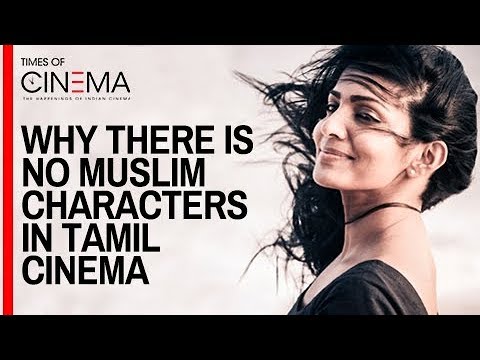 TIMES OF
CINEMA
THE HAPPENINGS OF INDIAN CINEMA
WHY THERE IS
NO MUSLIM
CHARACTERS
IN TAMIL
CINEMA